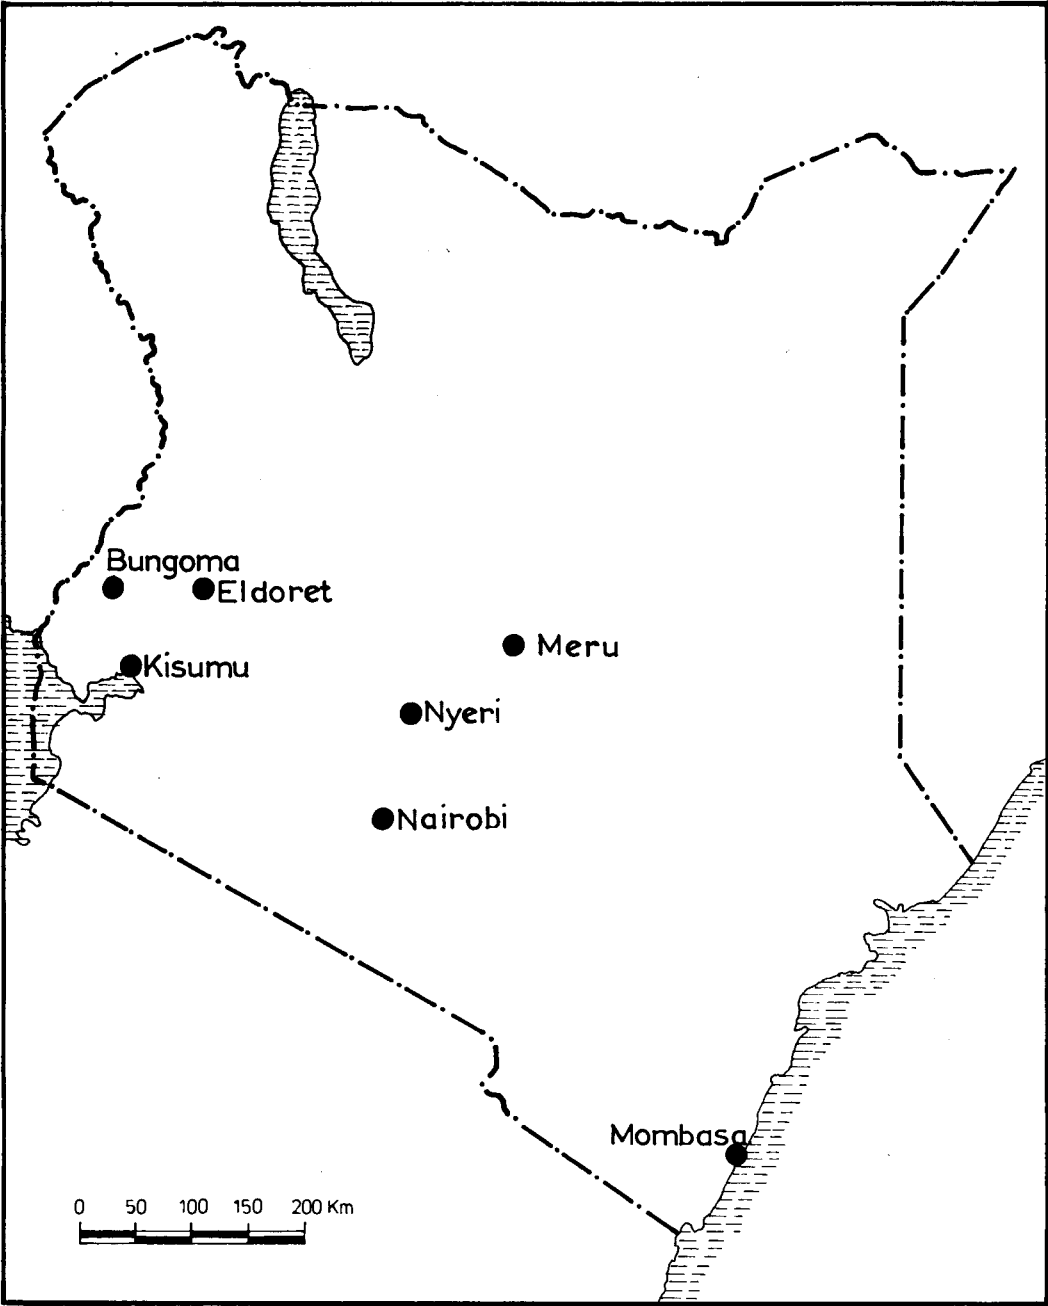 Bungoma
Eldoret
Meru
Kisumu
Nyeri
Nairobi
Mombasa
0 50 100 150 200 Km